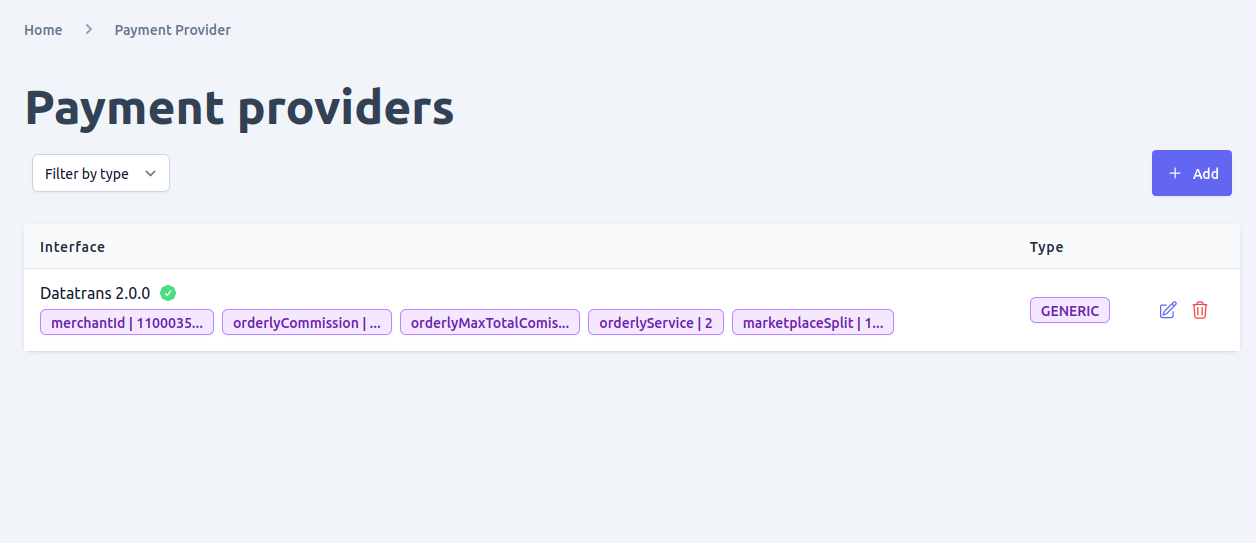 Home Payment Provider
Payment providers
Filter by type
+ Add
Interface Type
Datatrans 2.0.0
merchantId | 1100035... orderlyCommission | ... orderlyMaxTotalComis... orderlyService | 2 marketplaceSplit | 1... GENERIC